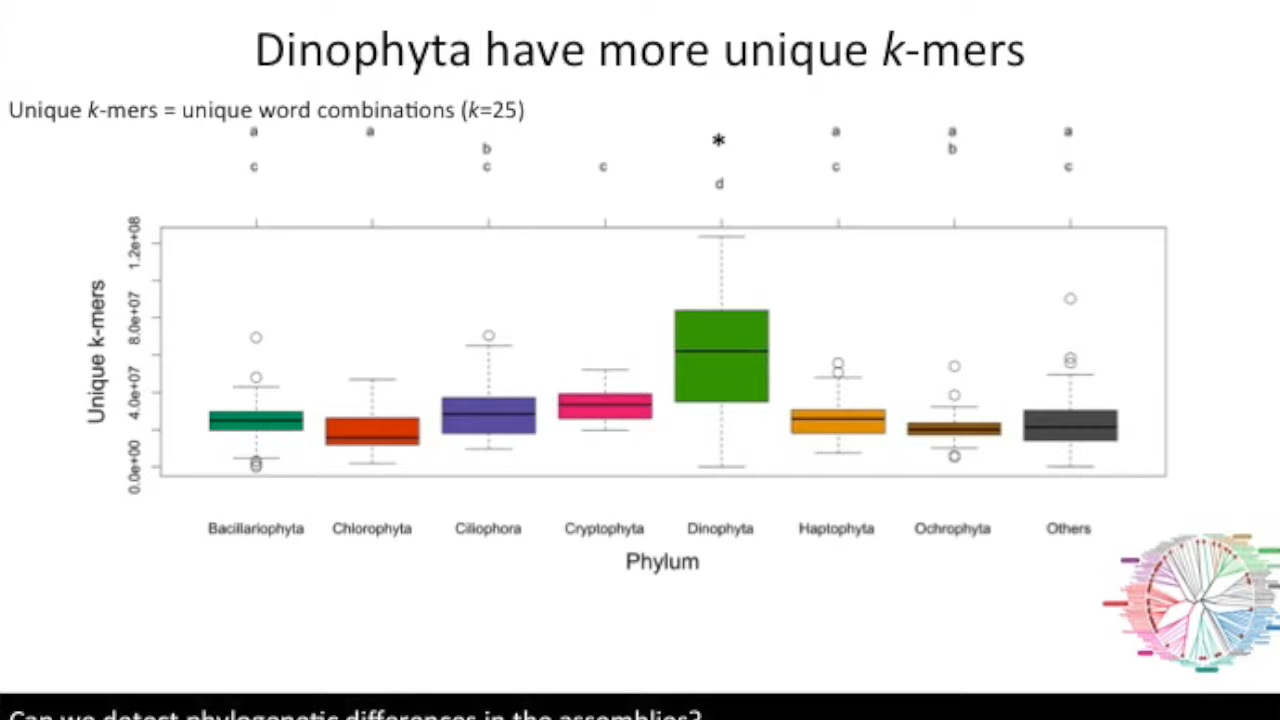 Dinophyta have more unique k-mers
Unique k-mers = unique word combinations (k=25)
a a * a a a
b b
c c c c c
d
Unique k-mers
0.0e+00 4.0e+07 8.0e+07 1.2e+08
Bacillariophyta Chlorophyta Ciliophora Cryptophyta Dinophyta Haptophyta Ochrophyta Others
Phylum
Can we detect phylogenetic differences in the assemblies?